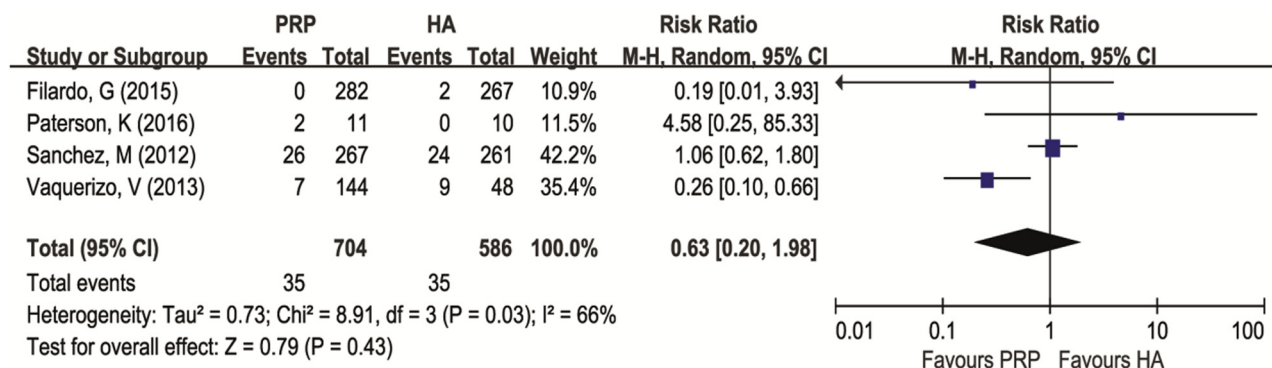 PRP HA Risk Ratio Risk Ratio
Study or Subgroup Events Total Events Total Weight M-H, Random, 95% CI M-H, Random, 95% CI
Filardo, G (2015) 0 282 2 267 10.9% 0.19 [0.01, 3.93]
Paterson, K (2016) 2 11 0 10 11.5% 4.58 [0.25, 85.33]
Sanchez, M (2012) 26 267 24 261 42.2% 1.06 [0.62, 1.80]
Vaquerizo, V (2013) 7 144 9 48 35.4% 0.26 [0.10, 0.66]
Total (95% CI) 704 586 100.0% 0.63 [0.20, 1.98]
Total events 35 35
Heterogeneity: Tau² = 0.73; Chi² = 8.91, df = 3 (P = 0.03); I² = 66%
Test for overall effect: Z = 0.79 (P = 0.43)
0.01 0.1 1 10 100
Favours PRP Favours HA